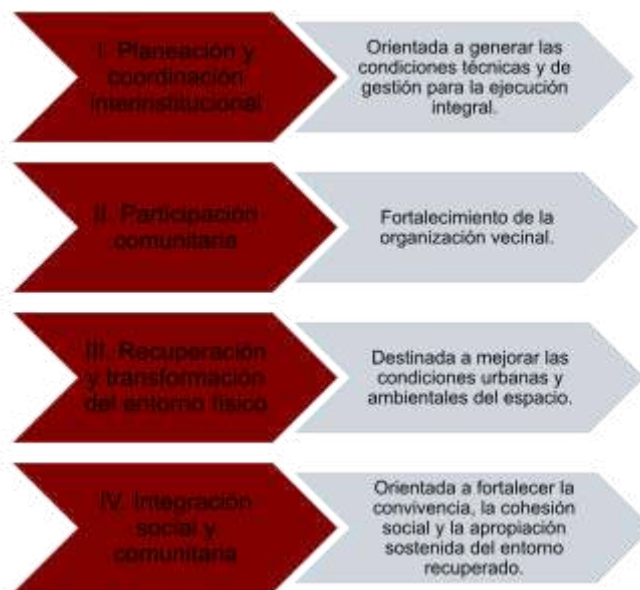 I. Planeación y
coordinación
interinstitucional
Orientada a generar las
condiciones técnicas y de
gestión para la ejecución
integral.
II. Participación
comunitaria
Fortalecimiento de la
organización vecinal.
III. Recuperación
y transformación
del entorno físico
Destinada a mejorar las
condiciones urbanas y
ambientales del espacio.
IV. Integración
social y
comunitaria
Orientada a fortalecer la
convivencia, la cohesión
social y la apropiación
sostenida del entorno
recuperado.